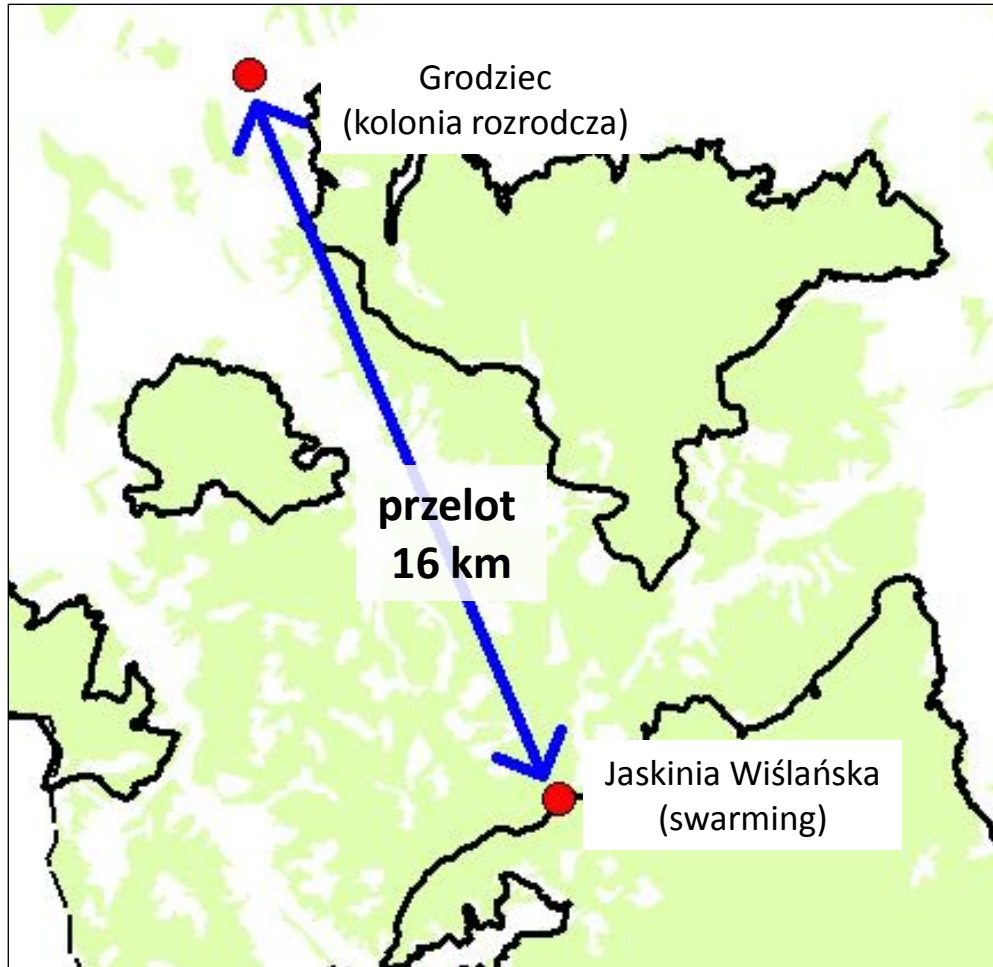 Grodziec
(kolonia rozrodcza)
przelot
16 km
Jaskinia Wiślańska
(swarming)